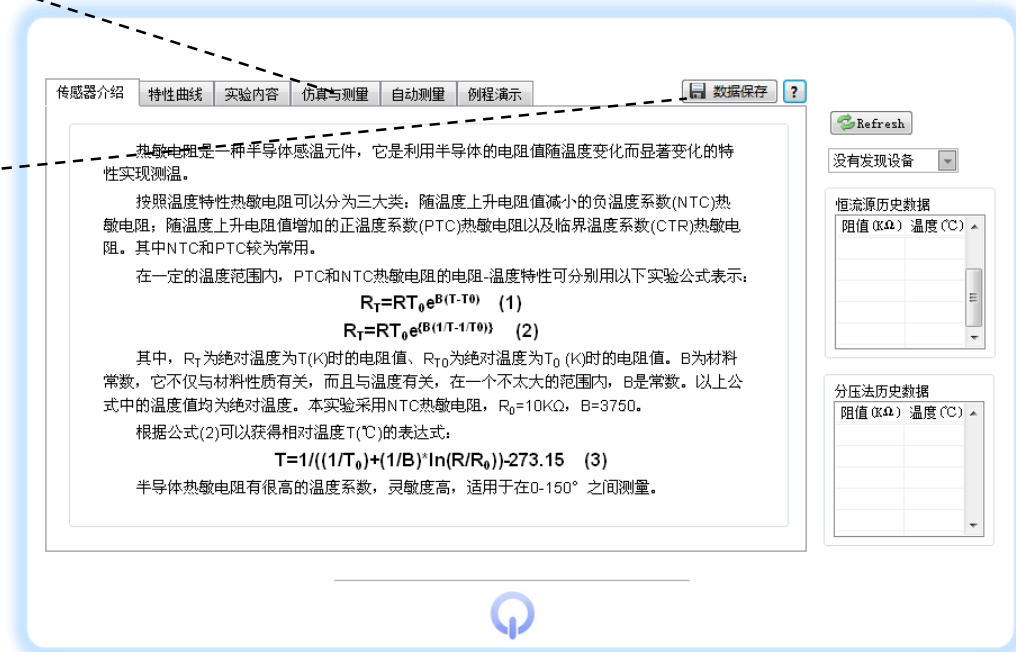 传感器介绍 特性曲线 实验内容 仿真与测量 自动测量 例程演示 数据保存 ?
热敏电阻是一种半导体感温元件，它是利用半导体的电阻值随温度变化而显著变化的特
性实现测温。
按照温度特性热敏电阻可以分为三大类：随温度上升电阻值减小的负温度系数(NTC)热
敏电阻；随温度上升电阻值增加的正温度系数(PTC)热敏电阻以及临界温度系数(CTR)热敏电
阻。其中NTC和PTC较为常用。
在一定的温度范围内，PTC和NTC热敏电阻的电阻-温度特性可分别用以下实验公式表示：
R_T=RT₀e^{B(T-T0)} (1)
R_T=RT₀e^{{B(1/T-1/T0)}} (2)
其中，R_T为绝对温度为T(K)时的电阻值、R_{T0}为绝对温度为T₀ (K)时的电阻值。B为材料
常数，它不仅与材料性质有关，而且与温度有关，在一个不太大的范围内，B是常数。以上公
式中的温度值均为绝对温度。本实验采用NTC热敏电阻，R₀=10KΩ，B=3750。
根据公式(2)可以获得相对温度T(℃)的表达式：
T=1/((1/T₀)+(1/B)*ln(R/R₀))-273.15 (3)
半导体热敏电阻有很高的温度系数，灵敏度高，适用于在0-150°之间测量。
Refresh
没有发现设备
恒流源历史数据
阻值(KΩ) 温度(℃)
分压法历史数据
阻值(KΩ) 温度(℃)